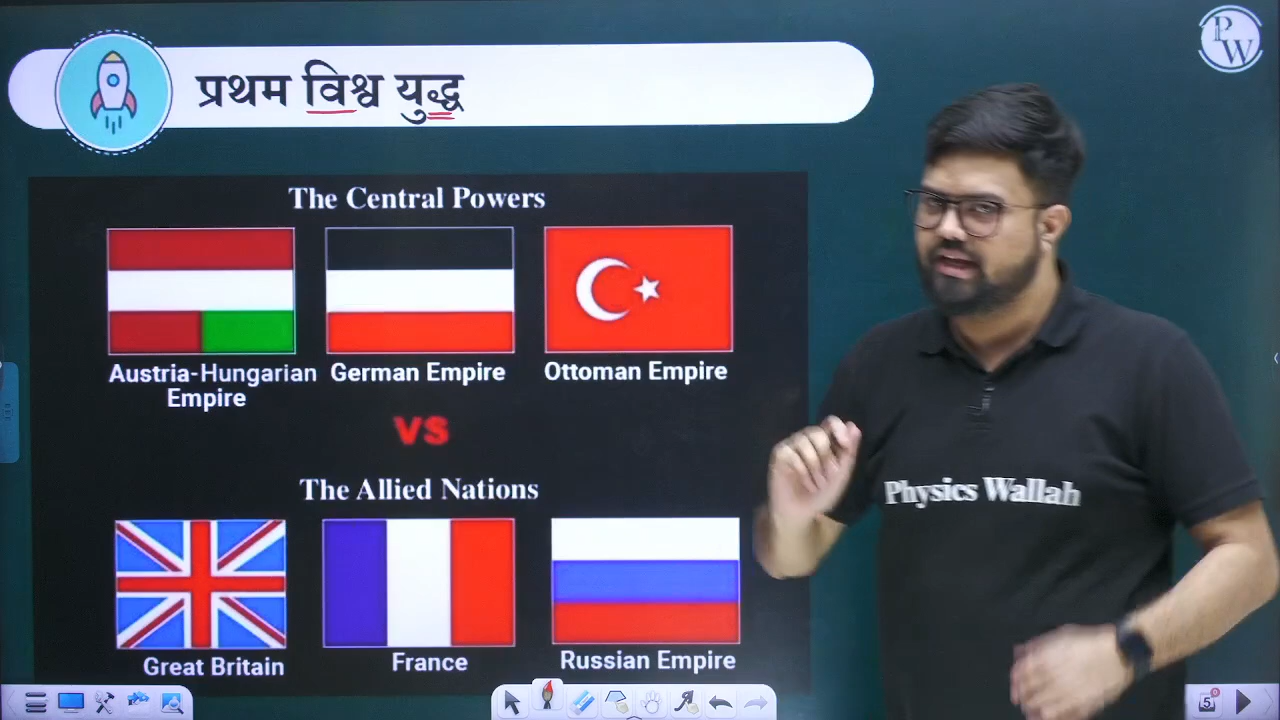 प्रथम विश्व युद्ध
PW
The Central Powers
Austria-Hungarian
Empire
German Empire
Ottoman Empire
VS
The Allied Nations
Great Britain
France
Russian Empire
Physics Wallah
5